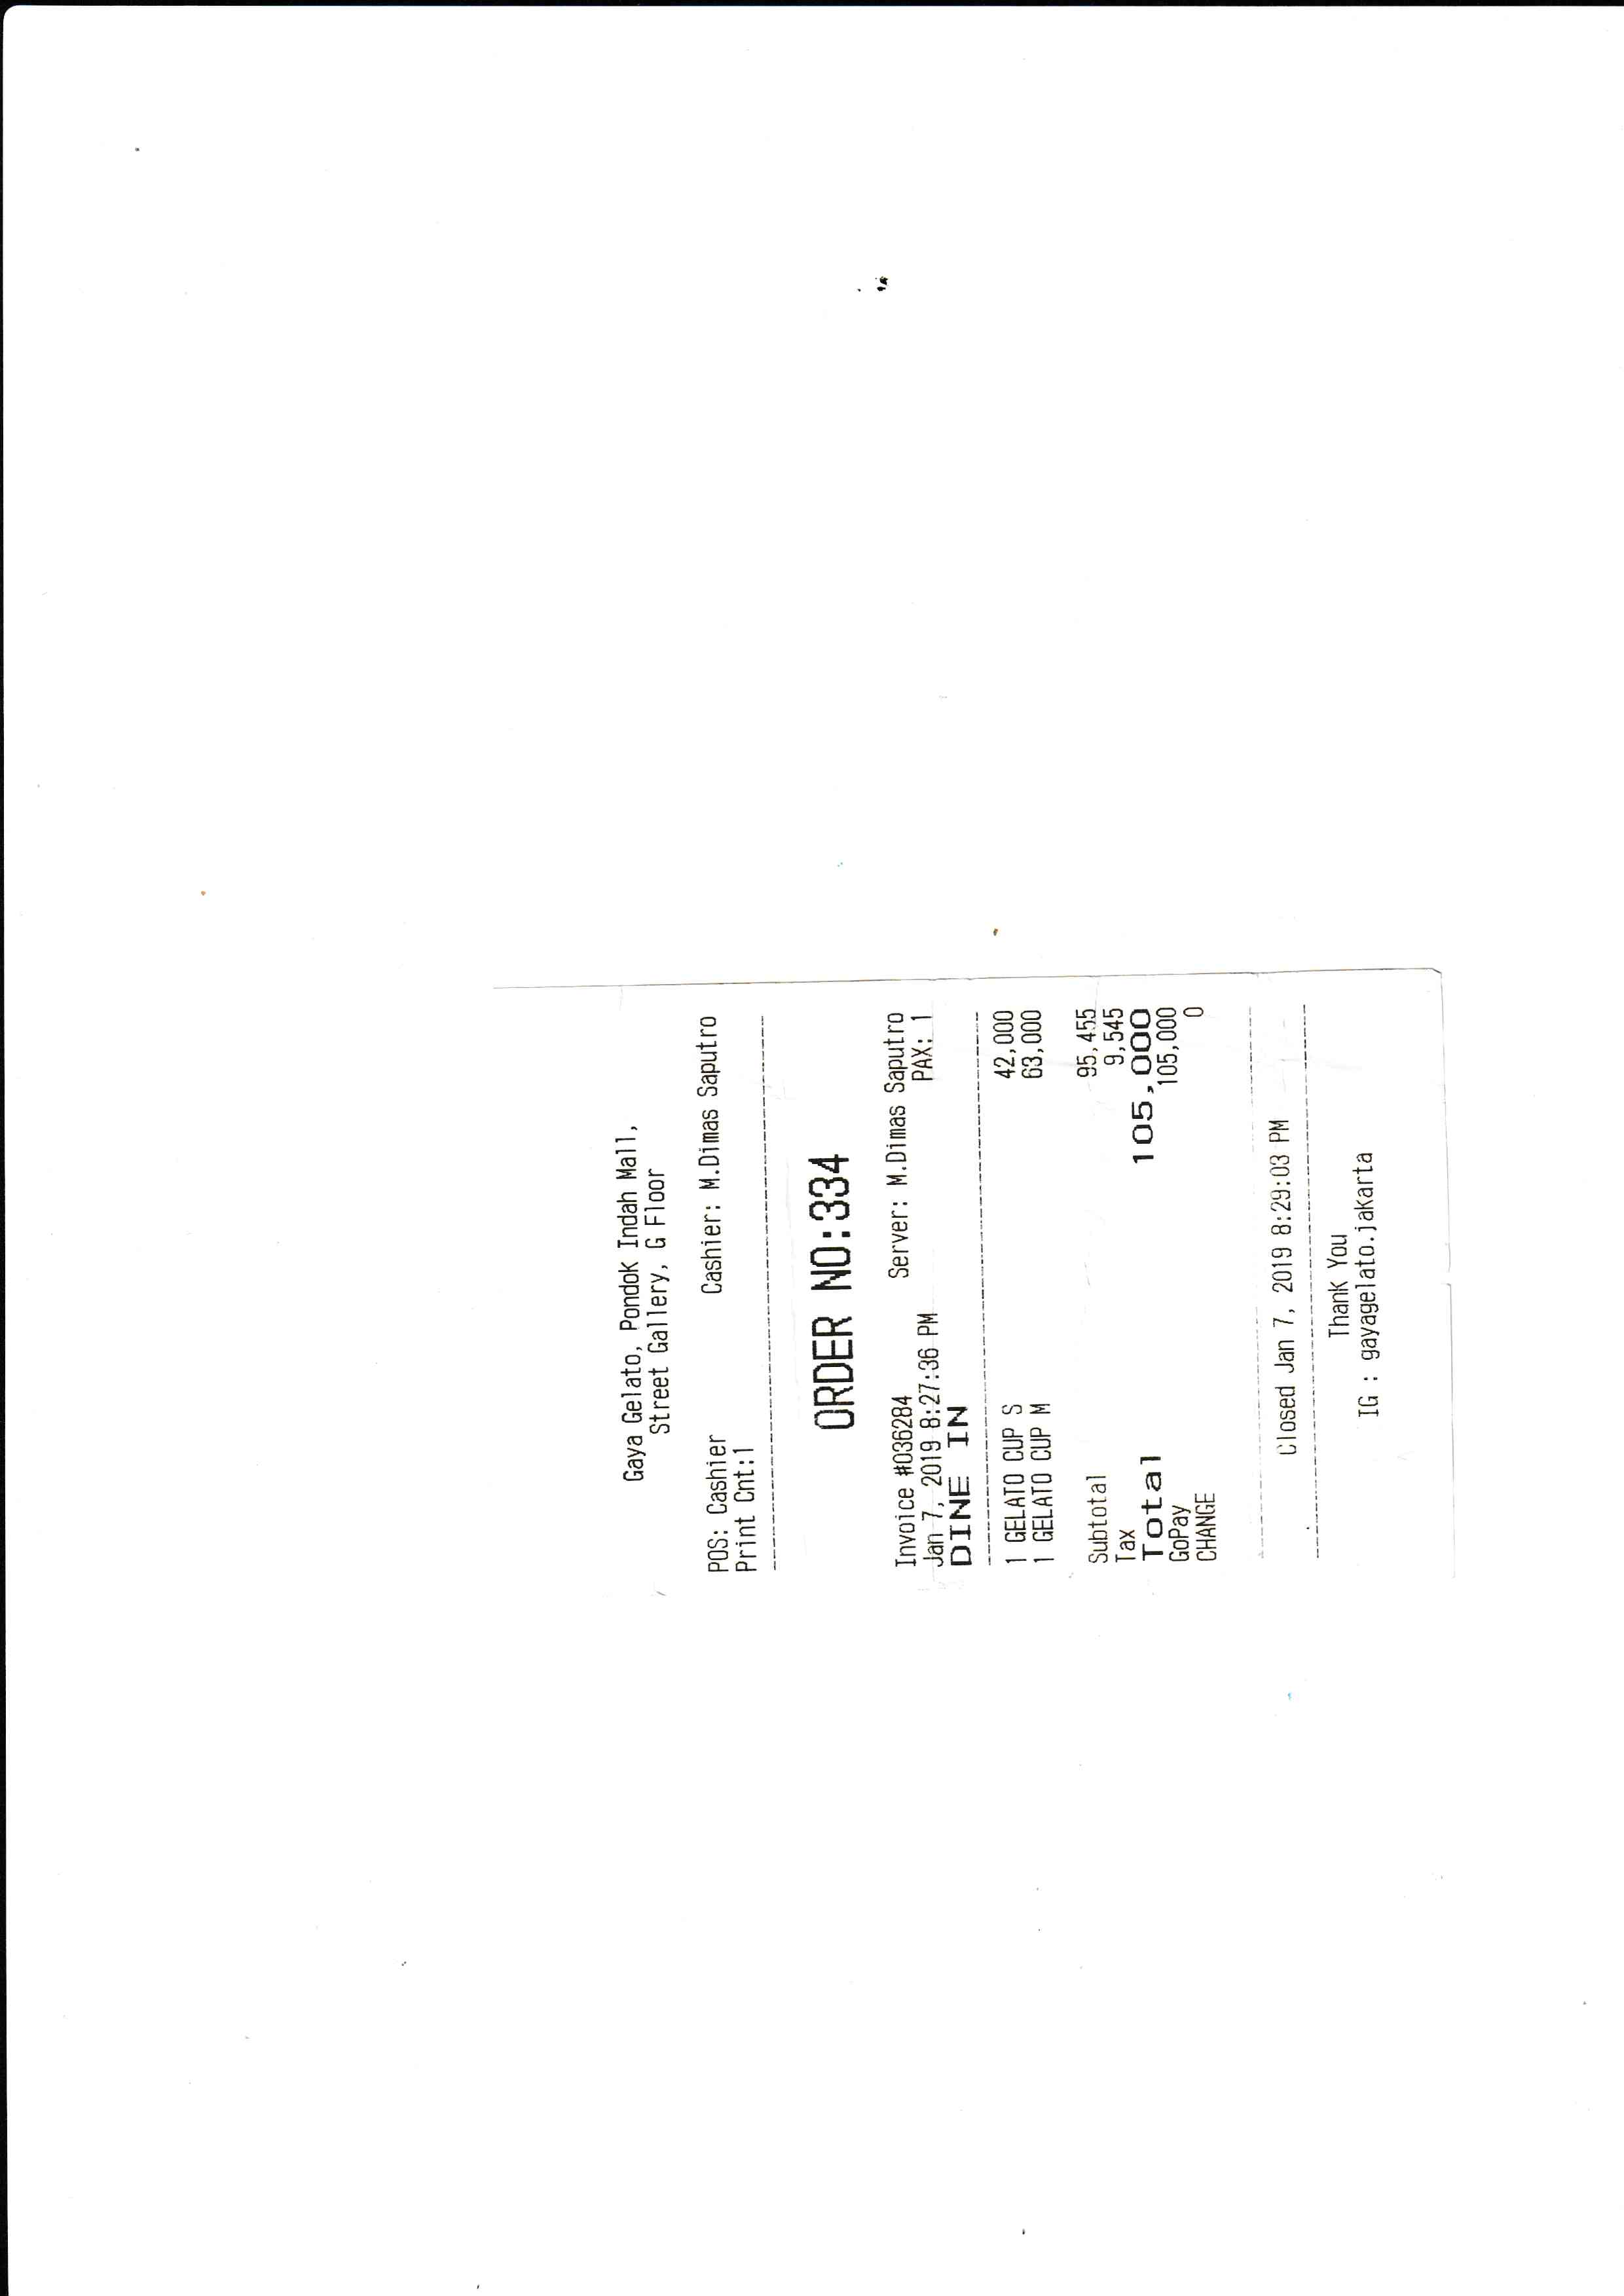 Gaya Gelato, Pondok Indah Mall,
Street Gallery, G Floor
POS: Cashier Cashier: M.Dimas Saputro
Print Cnt:1
ORDER NO:334
Invoice #036284 Server: M.Dimas Saputro
Jan 7, 2019 8:27:36 PM PAX: 1
DINE IN
1 GELATO CUP S 42,000
1 GELATO CUP M 63,000
Subtotal 95,455
Tax 9,545
Total 105,000
GoPay 105,000
CHANGE 0
Closed Jan 7, 2019 8:29:03 PM
Thank You
IG : gayagelato.jakarta